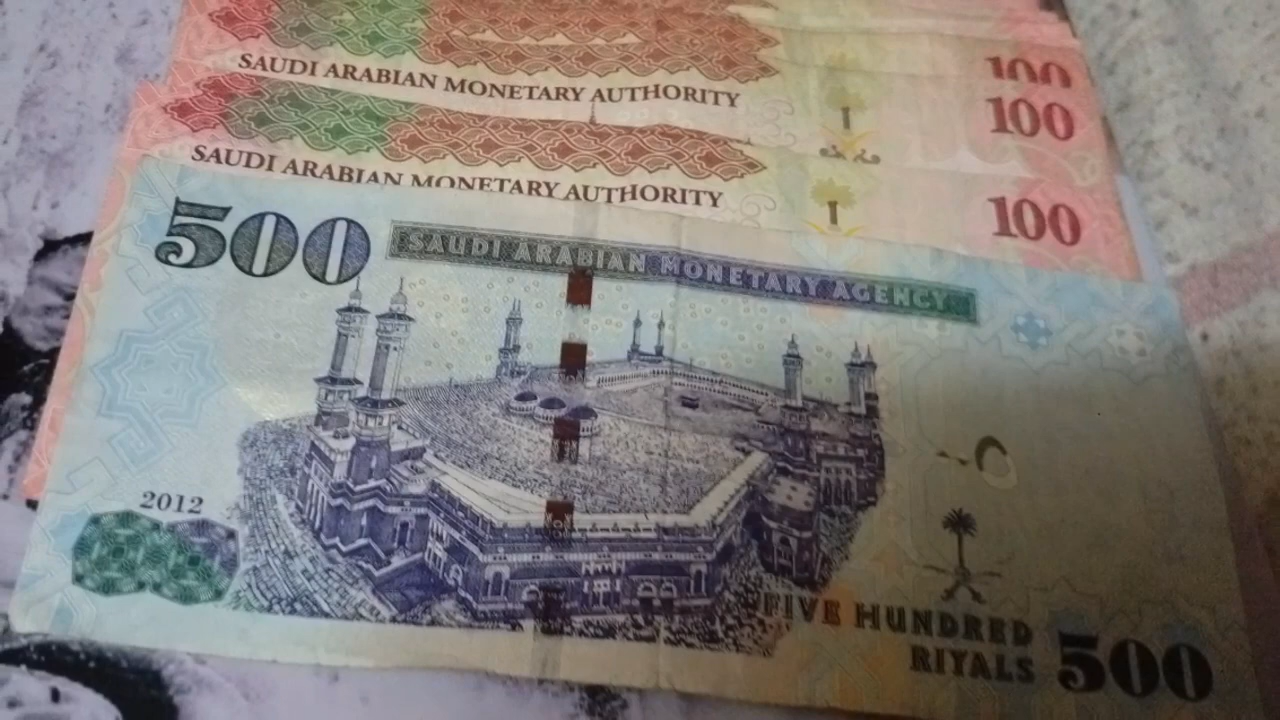 100
SAUDI ARABIAN MONETARY AUTHORITY
100
SAUDI ARABIAN MONETARY AUTHORITY
100
500
SAUDI ARABIAN MONETARY AGENCY
2012
FIVE HUNDRED
RIYALS
500